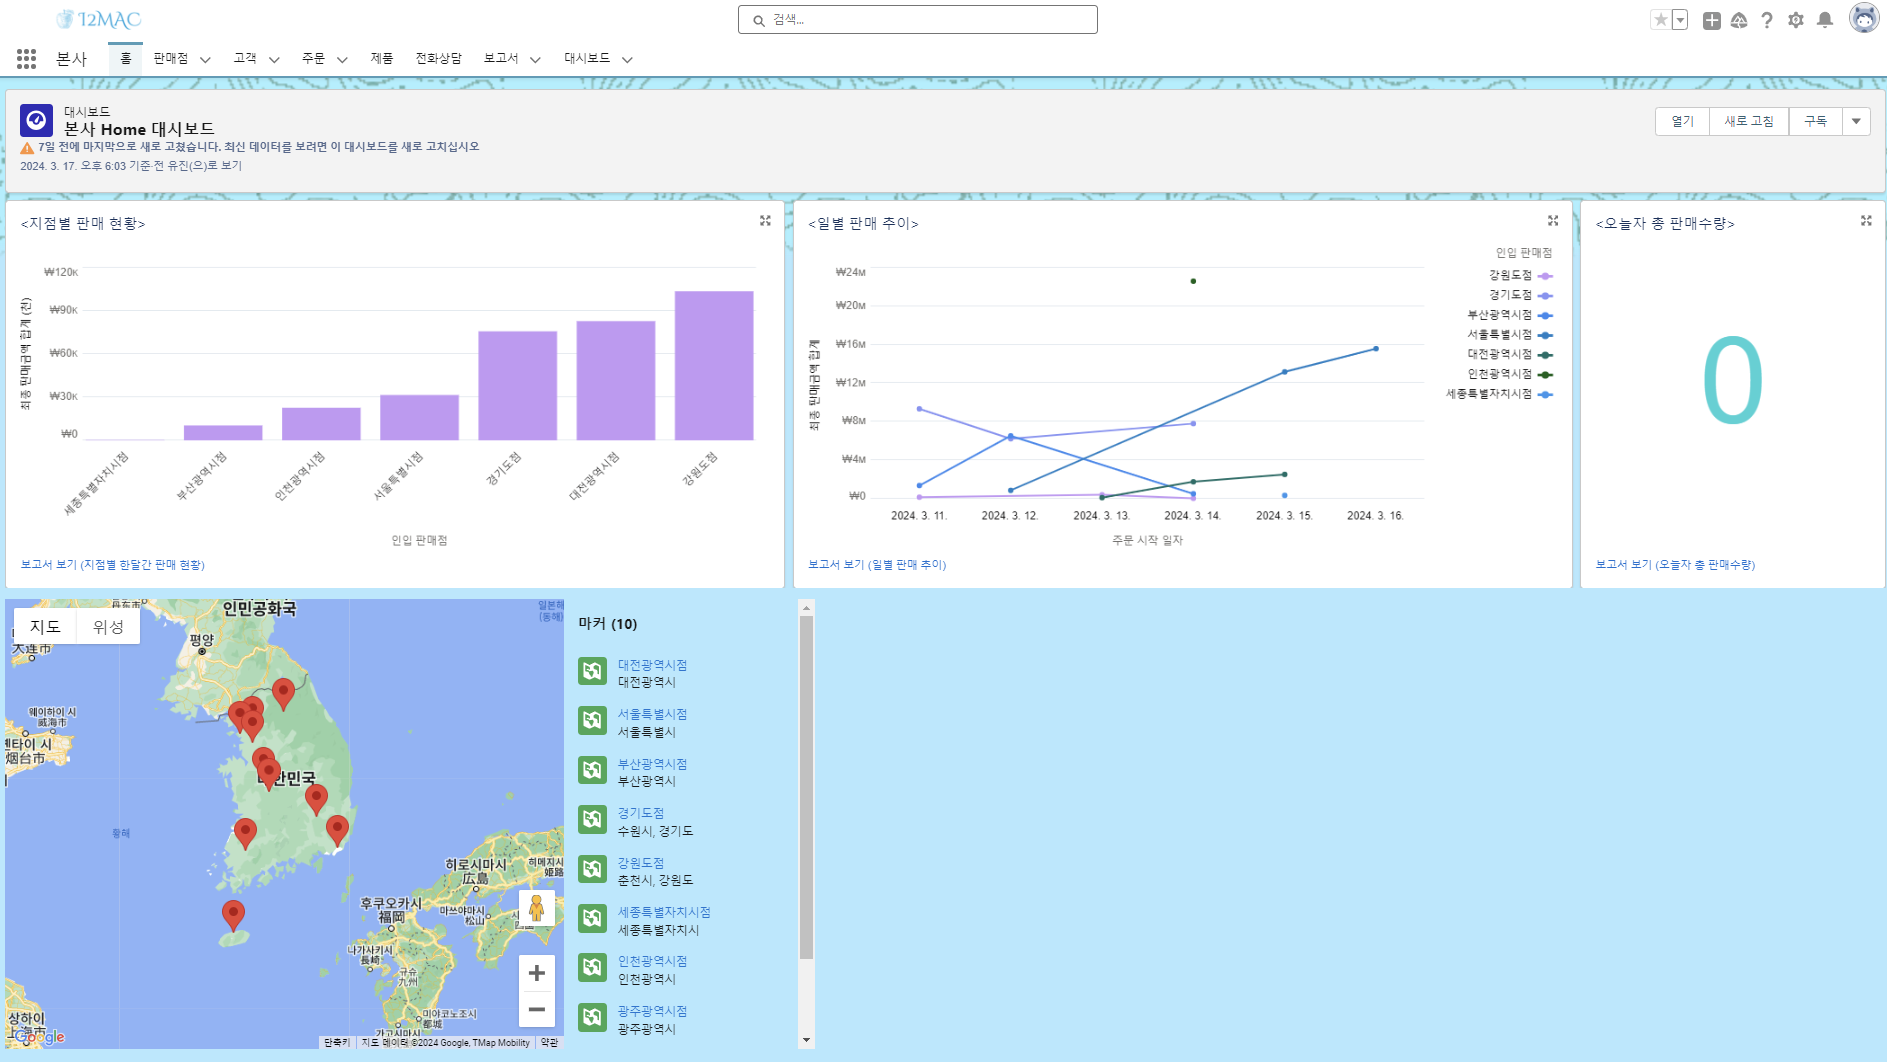 12MAC
검색...
본사
홈
판매점
고객
주문
제품
전화상담
보고서
대시보드
대시보드
본사 Home 대시보드
7일 전에 마지막으로 새로 고쳤습니다. 최신 데이터를 보려면 이 대시보드를 새로 고치십시오
2024. 3. 17. 오후 6:03 기준·전 유진(으)로 보기
열기
새로 고침
구독
<지점별 판매 현황>
최종 판매금액 합계 (천)
₩120K
₩90K
₩60K
₩30K
₩0
세종특별자치시점
부산광역시점
인천광역시점
서울특별시점
경기도점
대전광역시점
강원도점
인입 판매점
보고서 보기 (지점별 한달간 판매 현황)
<일별 판매 추이>
최종 판매금액 합계
₩24M
₩20M
₩16M
₩12M
₩8M
₩4M
₩0
2024. 3. 11.
2024. 3. 12.
2024. 3. 13.
2024. 3. 14.
2024. 3. 15.
2024. 3. 16.
주문 시작 일자
인입 판매점
강원도점
경기도점
부산광역시점
서울특별시점
대전광역시점
인천광역시점
세종특별자치시점
보고서 보기 (일별 판매 추이)
<오늘자 총 판매수량>
0
보고서 보기 (오늘자 총 판매수량)
지도
위성
인민공화국
丹东市
일본해
(동해)
평양
大连市
웨이하이 시
威海市
옌타이 시
烟台市
대한민국
황해
히로시마시
広島
히메지시
姫路
후쿠오카시
福岡
마쓰야마시
松山
나가사키시
長崎
규슈
九州
미야코노조시
都城
가고시마시
상하이
上海市
Google
단축키
지도 데이터 ©2024 Google, TMap Mobility
약관
마커 (10)
대전광역시점
대전광역시
서울특별시점
서울특별시
부산광역시점
부산광역시
경기도점
수원시, 경기도
강원도점
춘천시, 강원도
세종특별자치시점
세종특별자치시
인천광역시점
인천광역시
광주광역시점
광주광역시